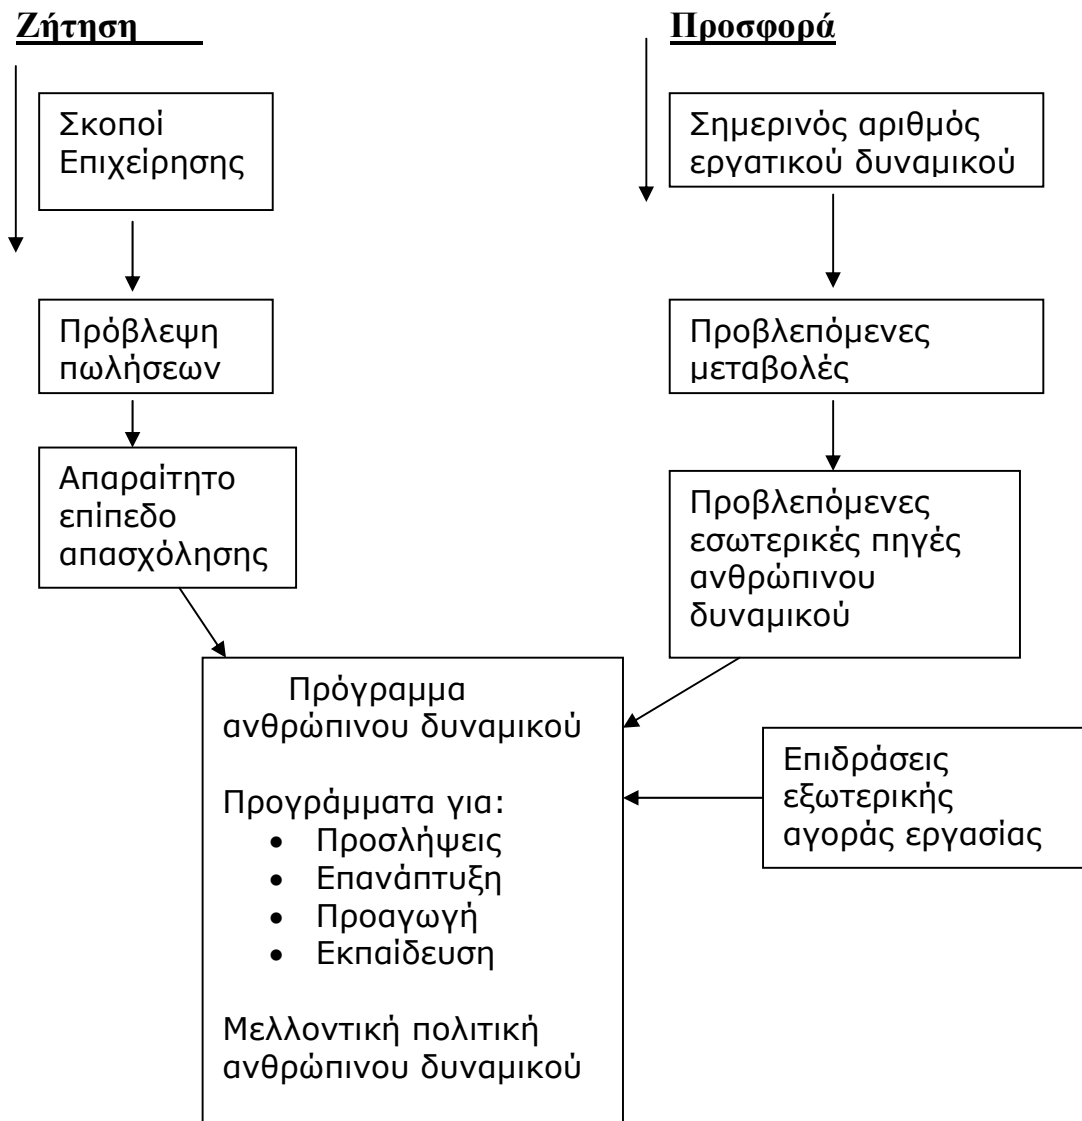 Ζήτηση
Σκοποί
Επιχείρησης
Πρόβλεψη
πωλήσεων
Απαραίτητο
επίπεδο
απασχόλησης
Προσφορά
Σημερινός αριθμός
εργατικού δυναμικού
Προβλεπόμενες
μεταβολές
Προβλεπόμενες
εσωτερικές πηγές
ανθρώπινου
δυναμικού
Επιδράσεις
εξωτερικής
αγοράς εργασίας
Πρόγραμμα
ανθρώπινου δυναμικού
Προγράμματα για:
• Προσλήψεις
• Επανάπτυξη
• Προαγωγή
• Εκπαίδευση
Μελλοντική πολιτική
ανθρώπινου δυναμικού